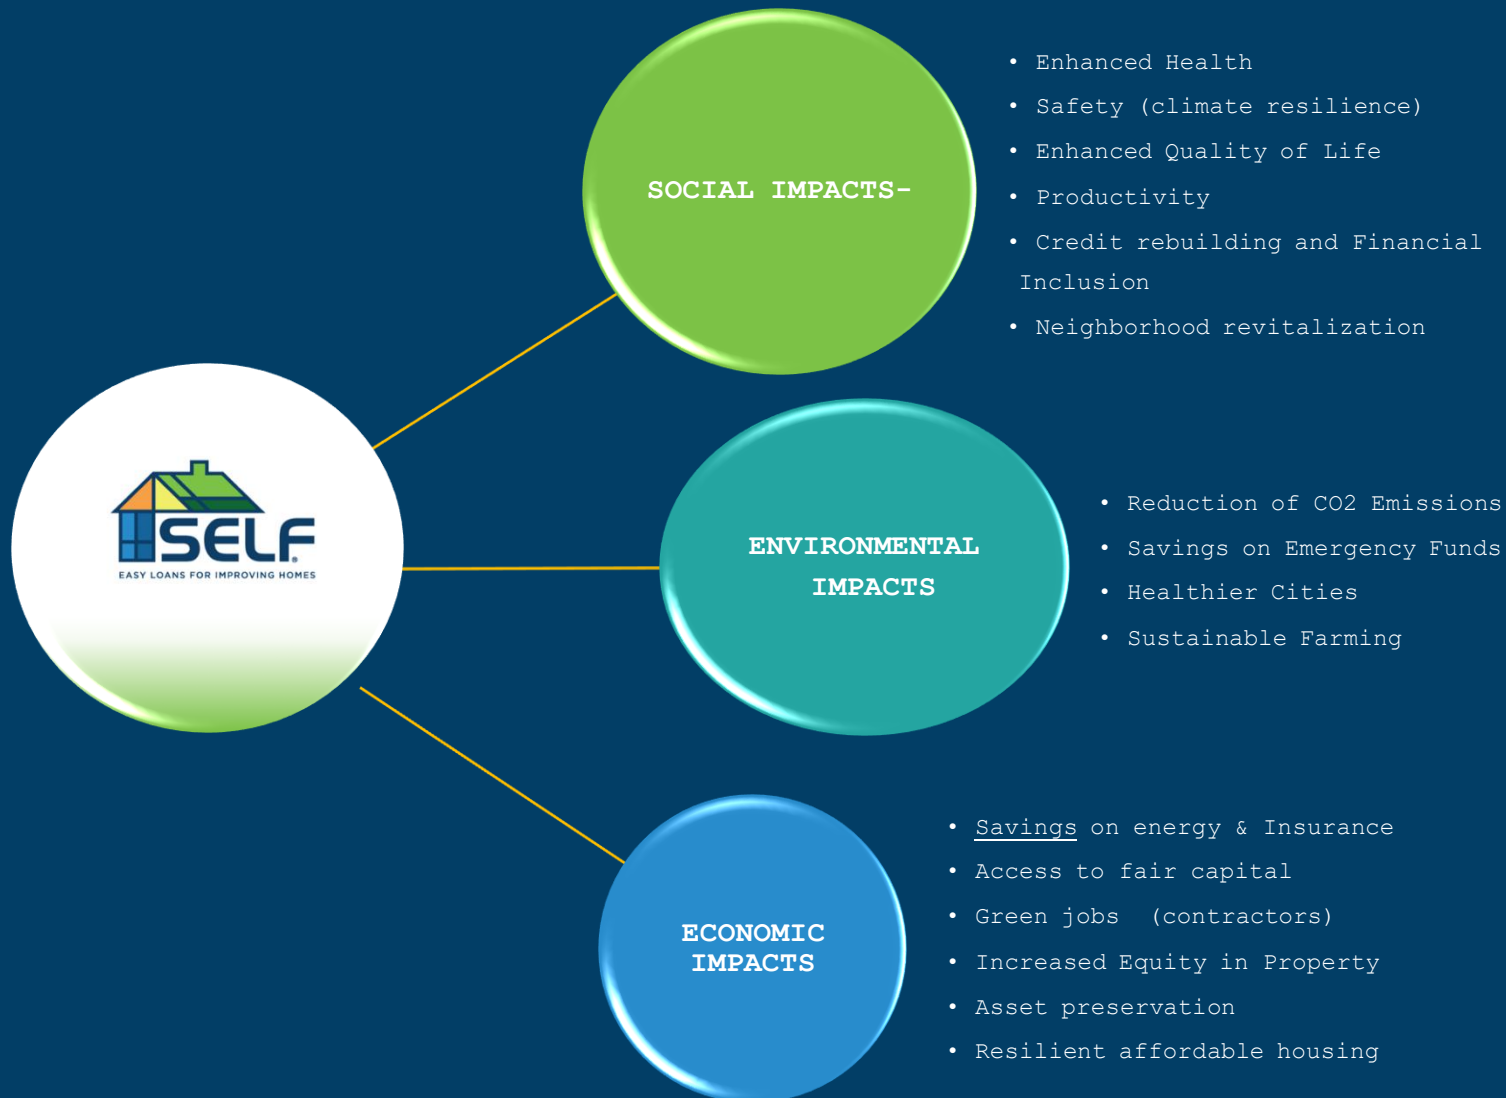 SOCIAL IMPACTS-
• Enhanced Health
• Safety (climate resilience)
• Enhanced Quality of Life
• Productivity
• Credit rebuilding and Financial
Inclusion
• Neighborhood revitalization
SELF®
EASY LOANS FOR IMPROVING HOMES
ENVIRONMENTAL
IMPACTS
• Reduction of CO2 Emissions
• Savings on Emergency Funds
• Healthier Cities
• Sustainable Farming
ECONOMIC
IMPACTS
• Savings on energy & Insurance
• Access to fair capital
• Green jobs  (contractors)
• Increased Equity in Property
• Asset preservation
• Resilient affordable housing